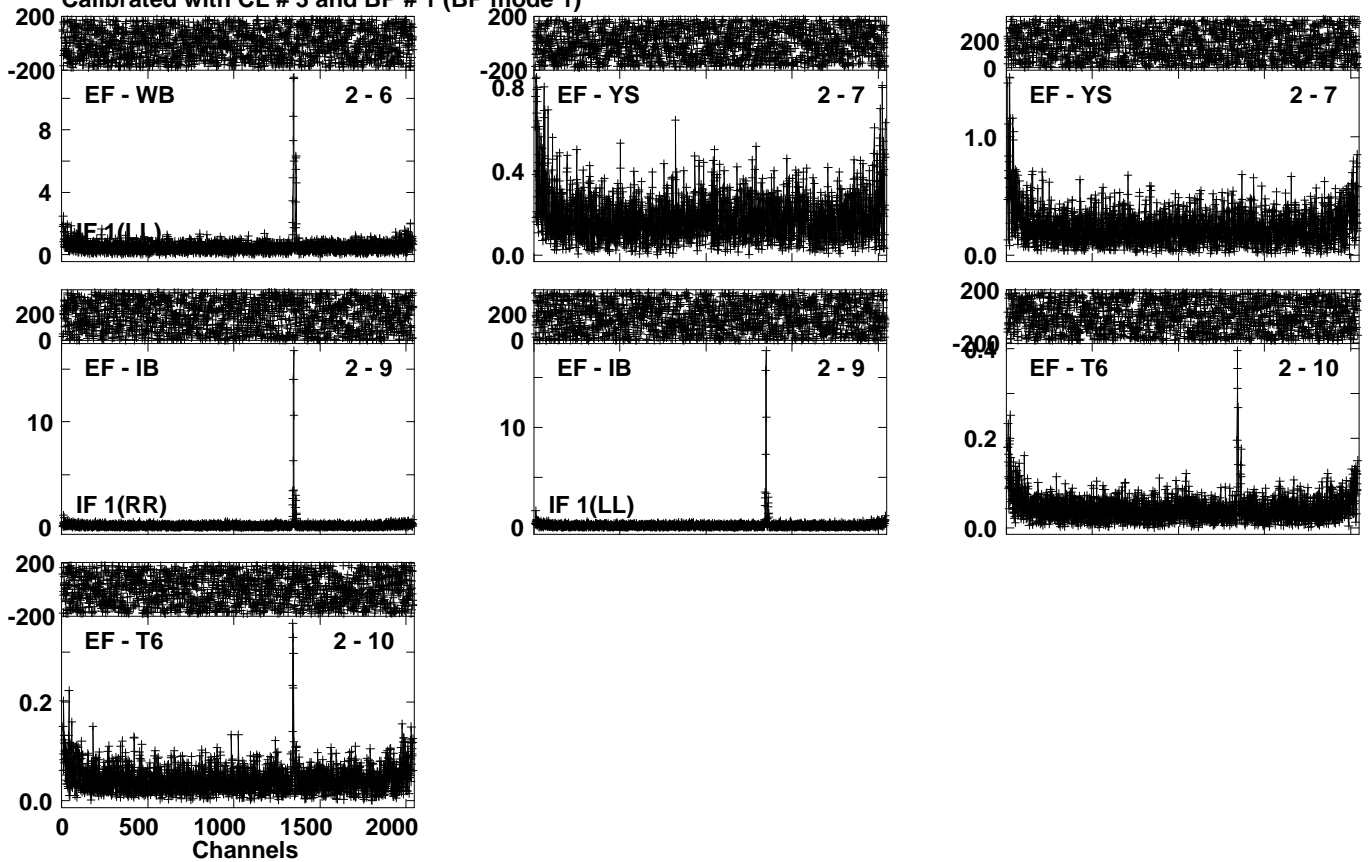 Calibrated with CL # 3 and BP # 1 (BP mode 1)
200
-200
EF - WB 2 - 6
8
4
IF 1(LL)
0
200
-200
0.8
EF - YS 2 - 7
0.4
0.0
200
0
EF - YS 2 - 7
1.0
0.0
200
0
EF - IB 2 - 9
10
IF 1(RR)
0
200
0
EF - IB 2 - 9
10
IF 1(LL)
0
200
-200
0.4
EF - T6 2 - 10
0.2
0.0
200
-200
EF - T6 2 - 10
0.2
0.0
0 500 1000 1500 2000
Channels